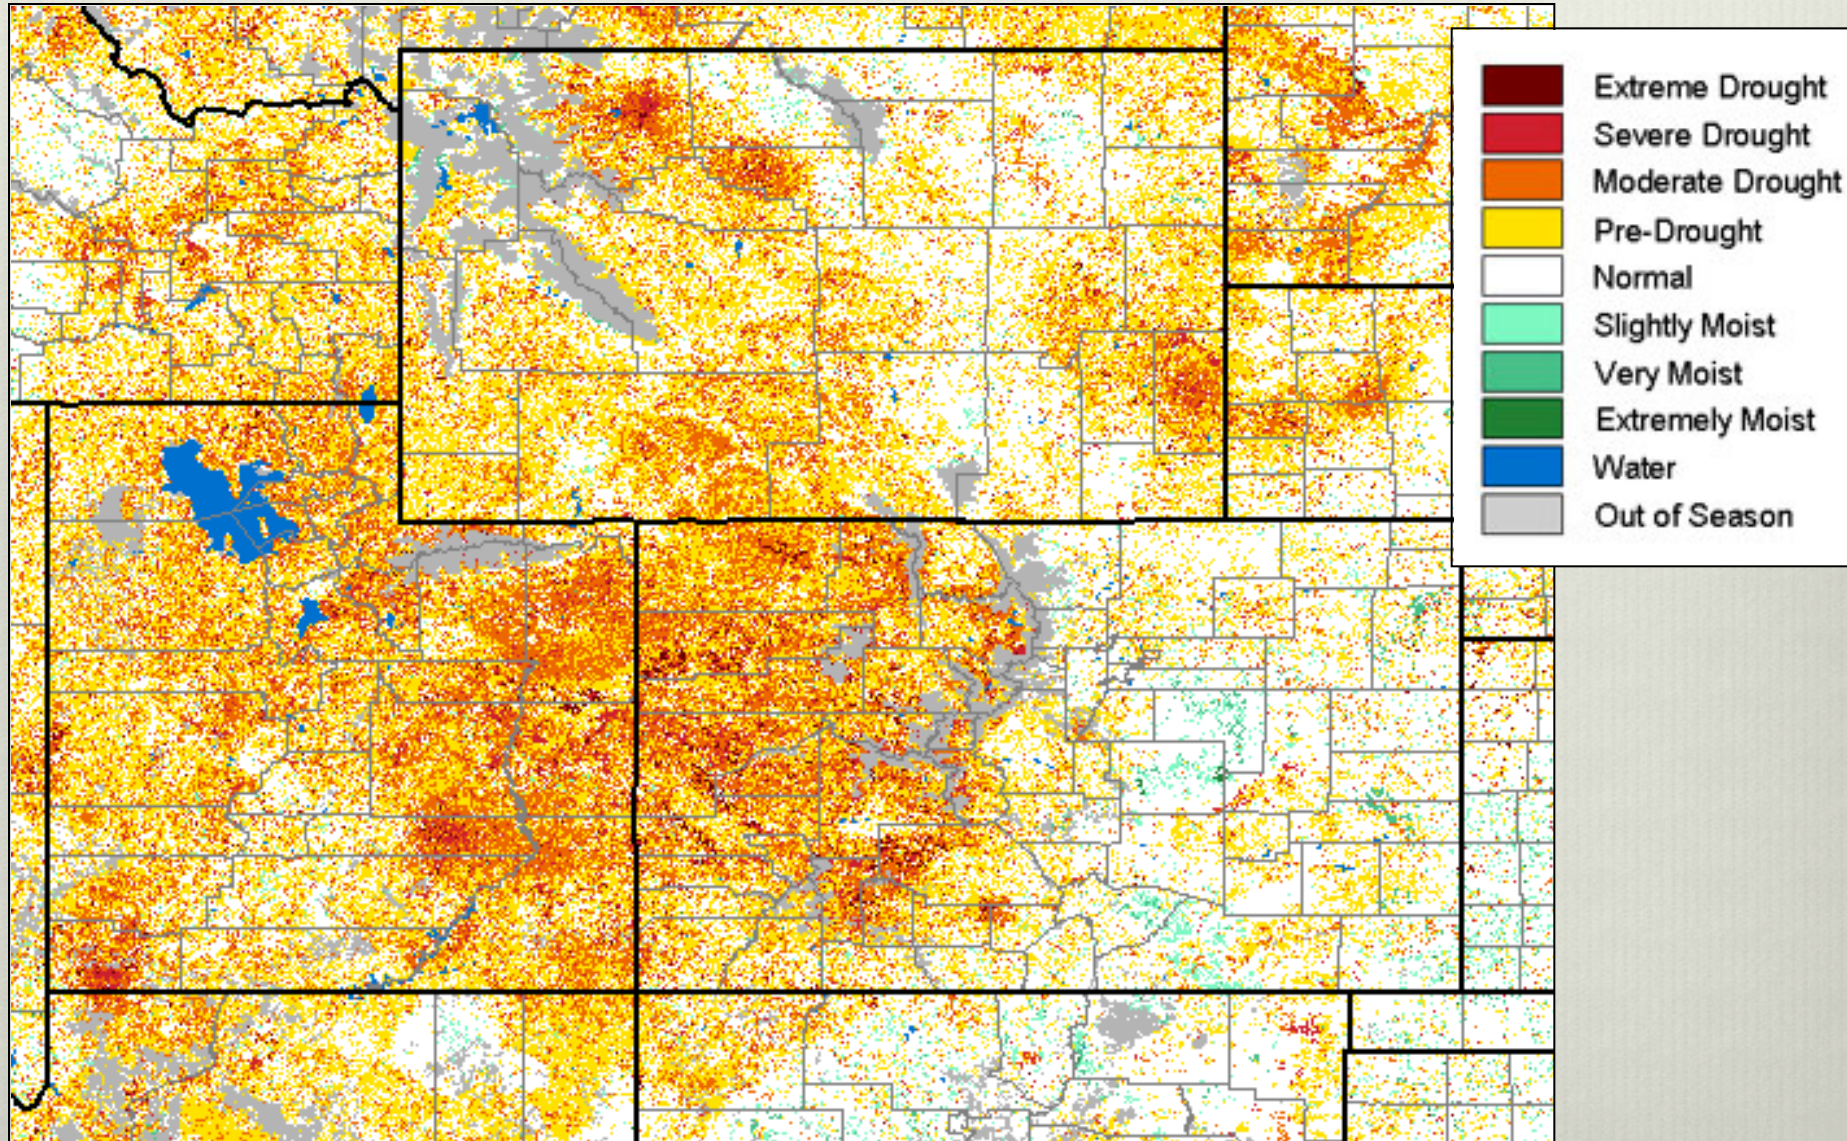 Extreme Drought
Severe Drought
Moderate Drought
Pre-Drought
Normal
Slightly Moist
Very Moist
Extremely Moist
Water
Out of Season